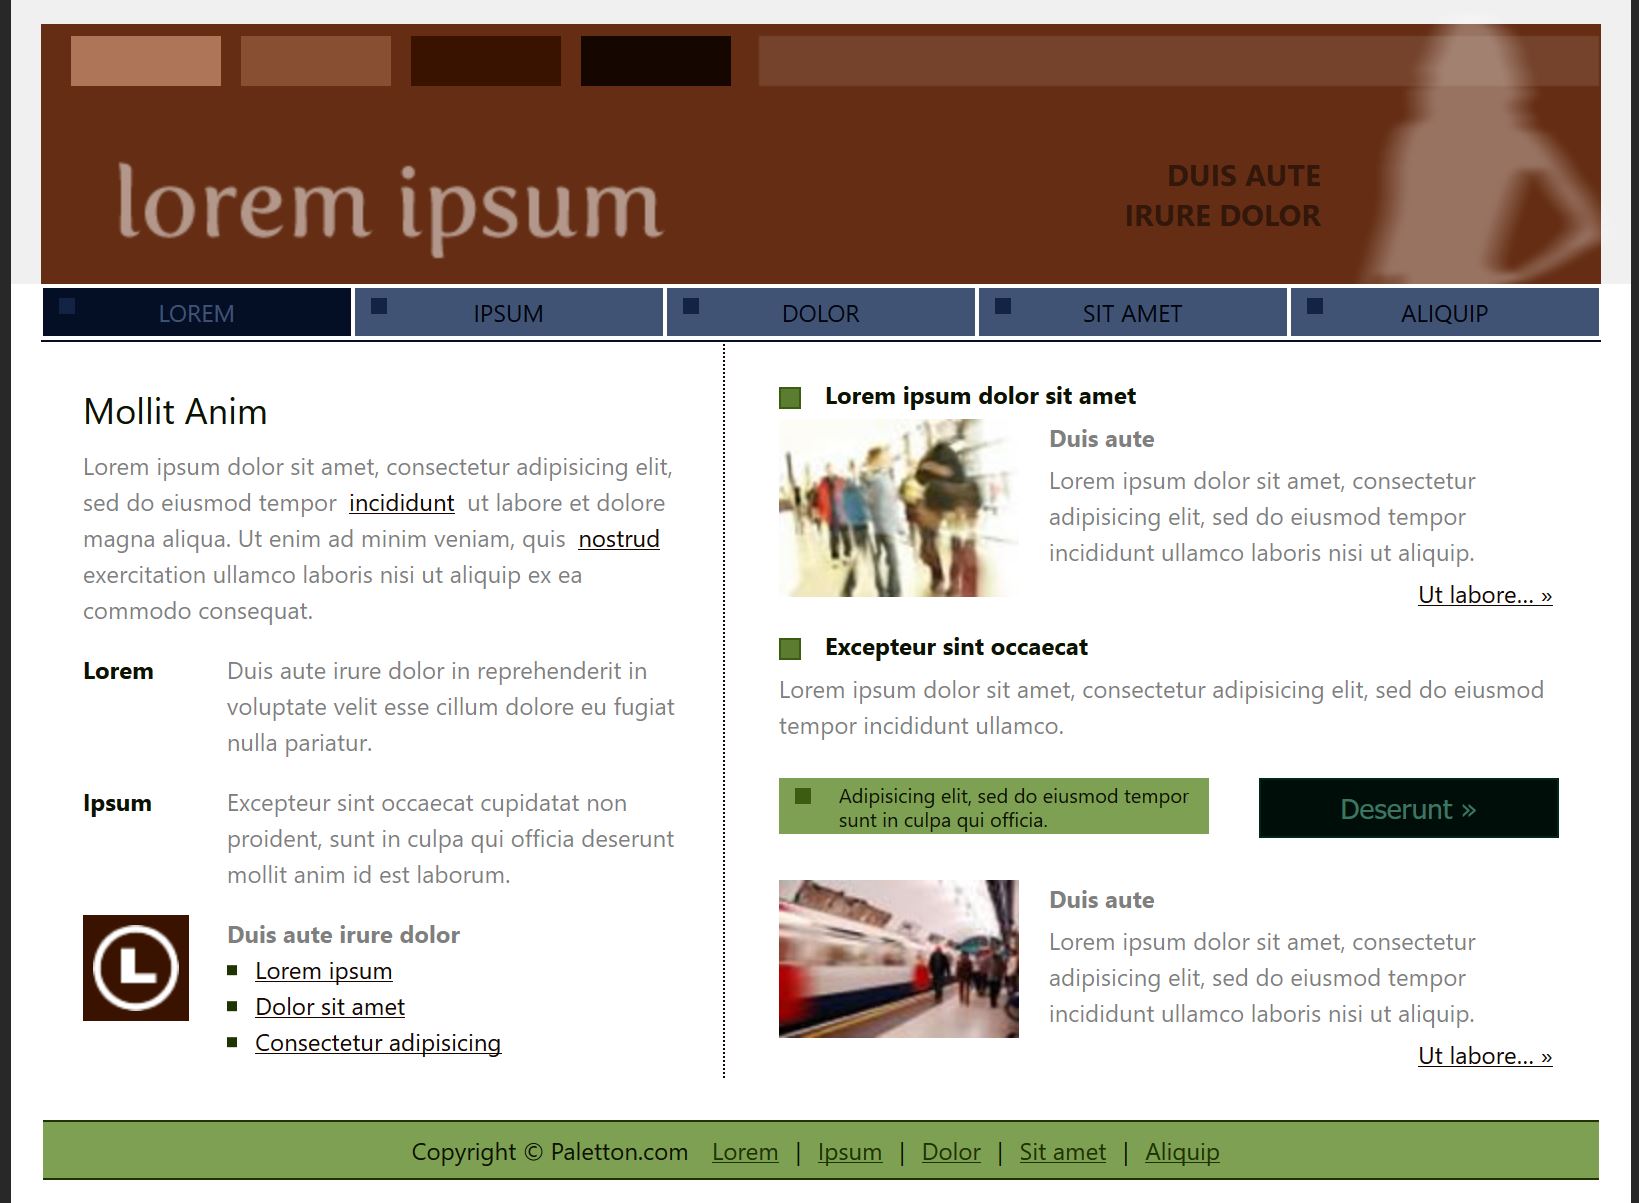 lorem ipsum
DUIS AUTE
IRURE DOLOR
LOREM
IPSUM
DOLOR
SIT AMET
ALIQUIP
Mollit Anim
Lorem ipsum dolor sit amet, consectetur adipisicing elit,
sed do eiusmod tempor incididunt ut labore et dolore
magna aliqua. Ut enim ad minim veniam, quis nostrud
exercitation ullamco laboris nisi ut aliquip ex ea
commodo consequat.
Lorem
Duis aute irure dolor in reprehenderit in
voluptate velit esse cillum dolore eu fugiat
nulla pariatur.
Ipsum
Excepteur sint occaecat cupidatat non
proident, sunt in culpa qui officia deserunt
mollit anim id est laborum.
L
Duis aute irure dolor
Lorem ipsum
Dolor sit amet
Consectetur adipisicing
Lorem ipsum dolor sit amet
Duis aute
Lorem ipsum dolor sit amet, consectetur
adipisicing elit, sed do eiusmod tempor
incididunt ullamco laboris nisi ut aliquip.
Ut labore... »
Excepteur sint occaecat
Lorem ipsum dolor sit amet, consectetur adipisicing elit, sed do eiusmod
tempor incididunt ullamco.
Adipisicing elit, sed do eiusmod tempor
sunt in culpa qui officia.
Deserunt »
Duis aute
Lorem ipsum dolor sit amet, consectetur
adipisicing elit, sed do eiusmod tempor
incididunt ullamco laboris nisi ut aliquip.
Ut labore... »
Copyright © Paletton.com Lorem | Ipsum | Dolor | Sit amet | Aliquip